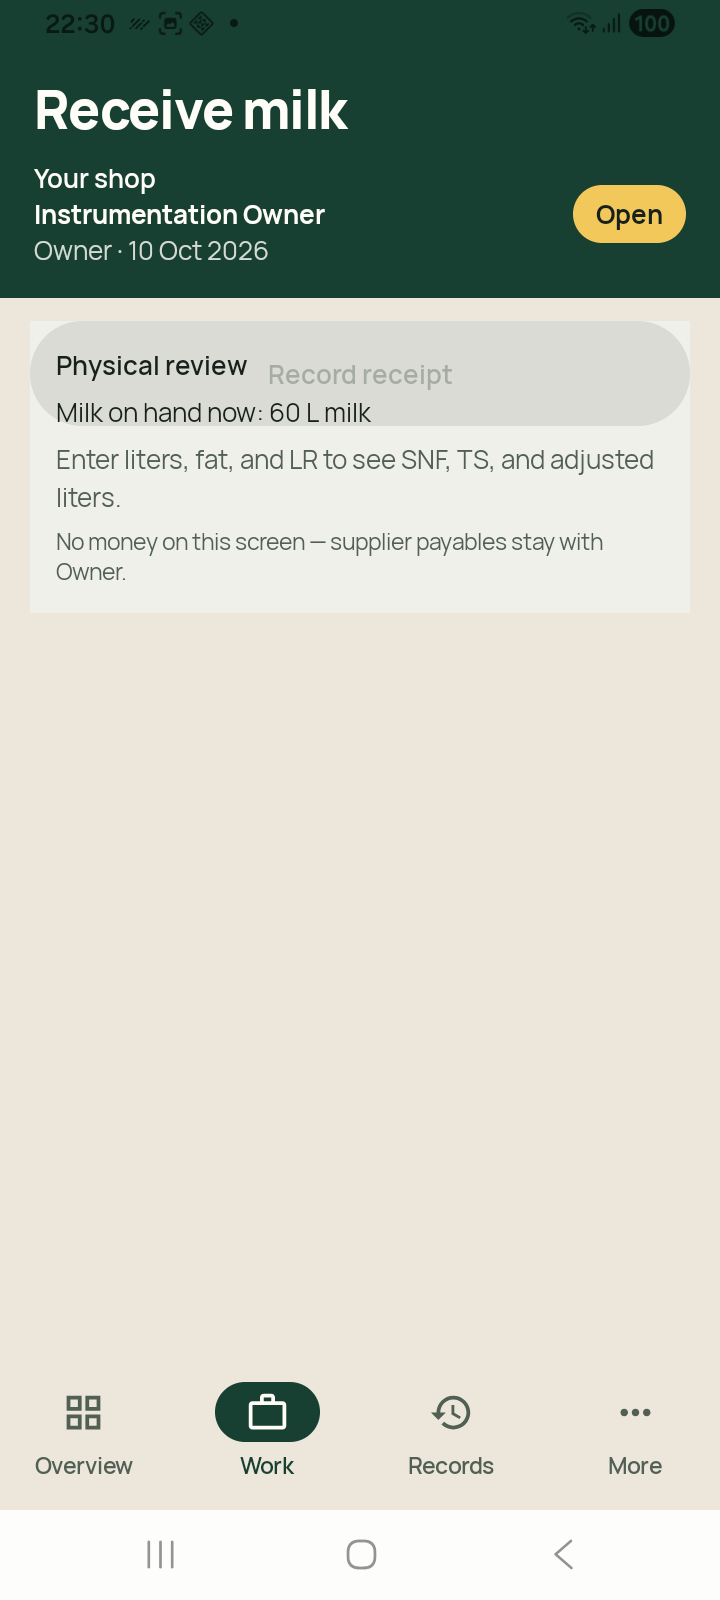 22:30
100
Receive milk
Your shop
Instrumentation Owner
Open
Owner · 10 Oct 2026
Physical review
Record receipt
Milk on hand now: 60 L milk
Enter liters, fat, and LR to see SNF, TS, and adjusted
liters.
No money on this screen — supplier payables stay with
Owner.
Overview
Work
Records
More